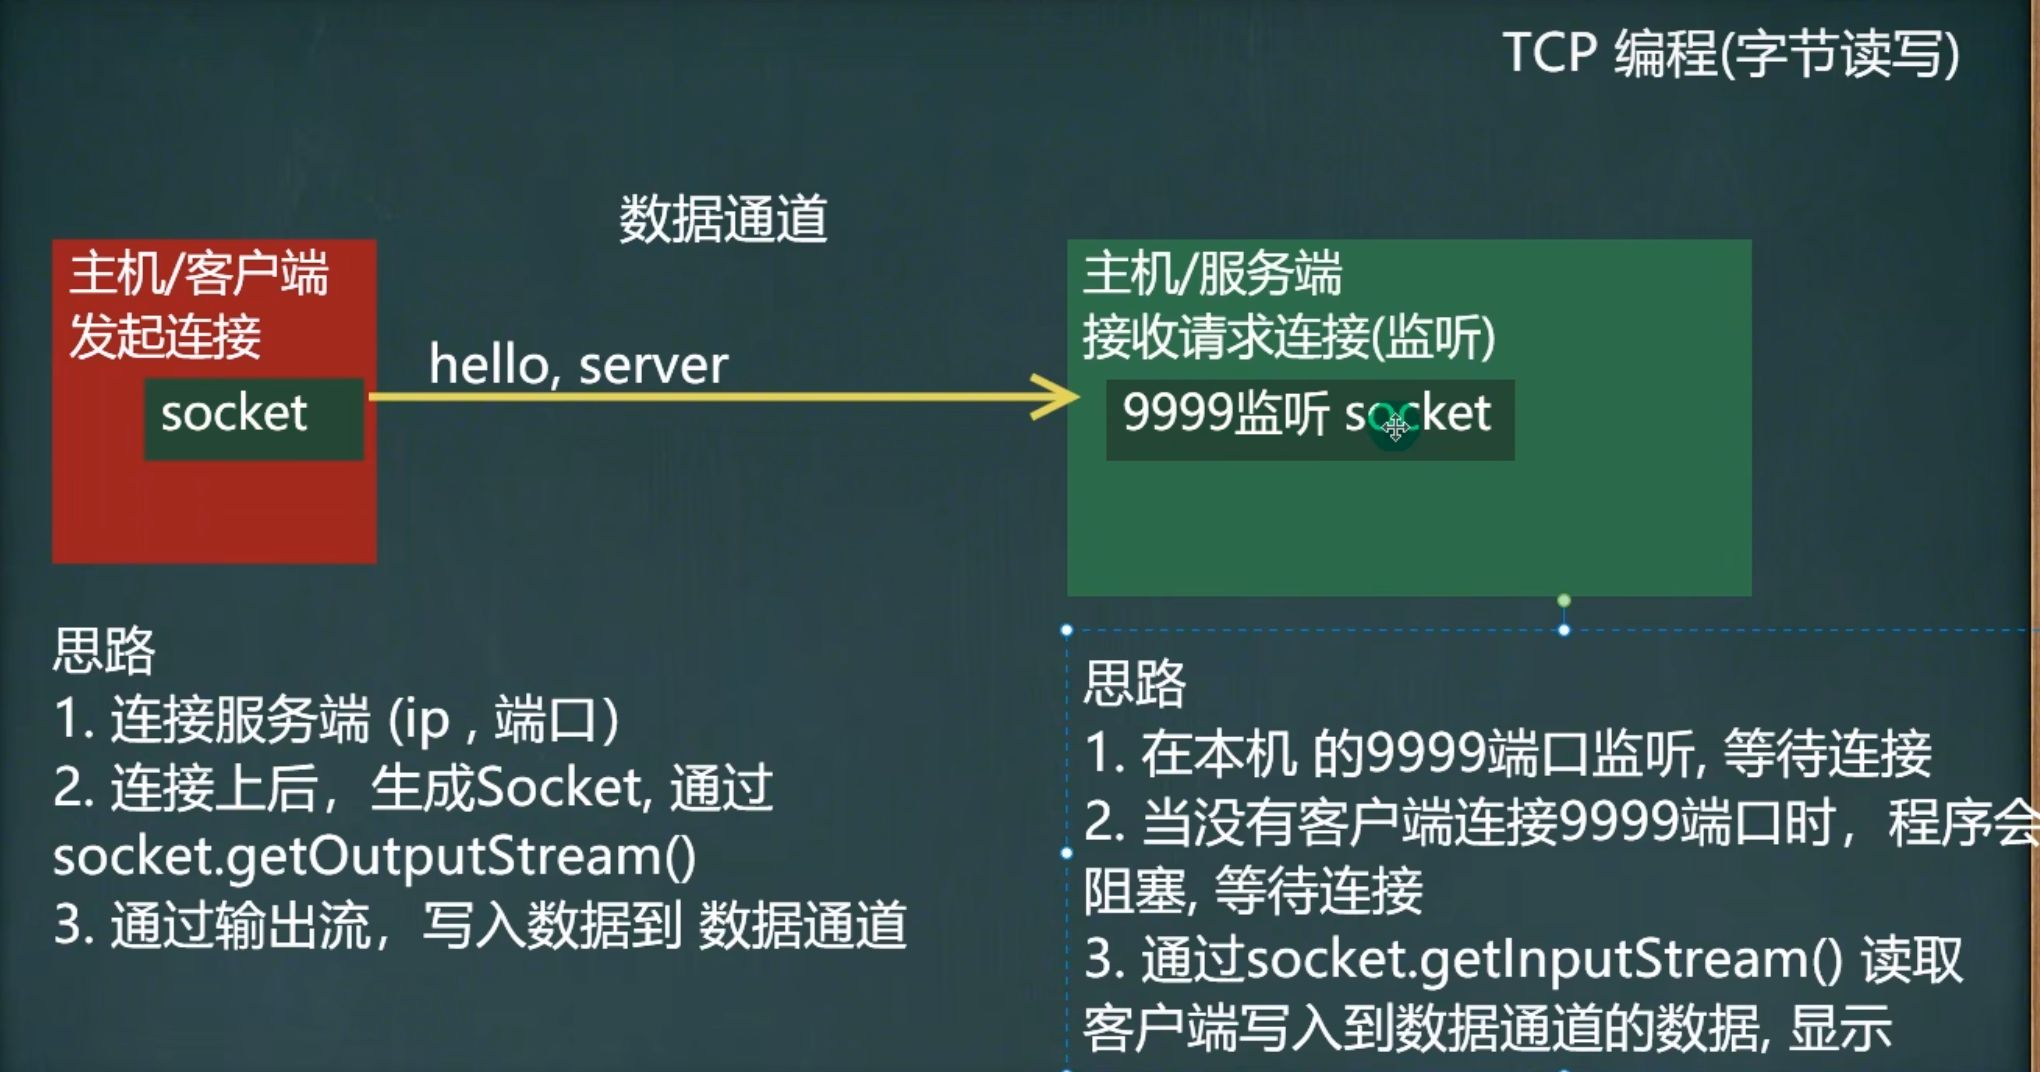 TCP 编程(字节读写)
数据通道
主机/客户端
发起连接
socket
hello, server
主机/服务端
接收请求连接(监听)
9999监听 socket
思路
1. 连接服务端 (ip , 端口)
2. 连接上后，生成Socket, 通过
socket.getOutputStream()
3. 通过输出流，写入数据到 数据通道
思路
1. 在本机 的9999端口监听, 等待连接
2. 当没有客户端连接9999端口时，程序会
阻塞, 等待连接
3. 通过socket.getInputStream() 读取
客户端写入到数据通道的数据, 显示